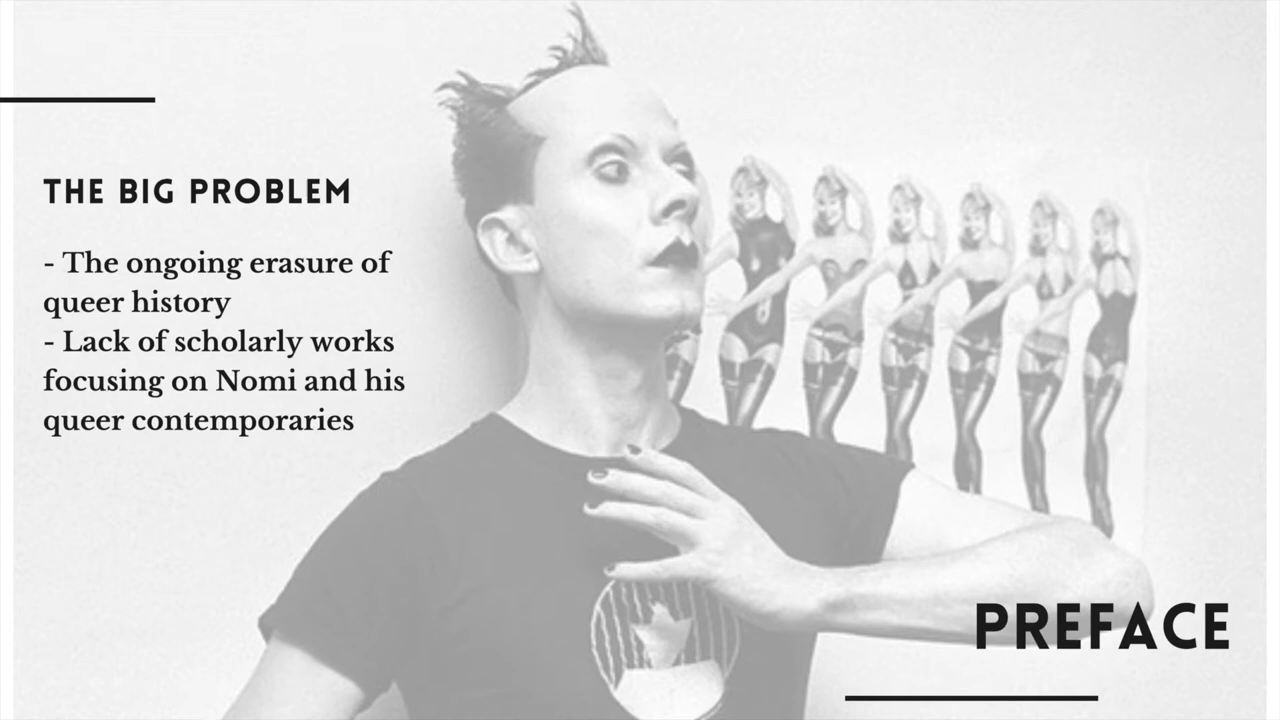 THE BIG PROBLEM
- The ongoing erasure of
queer history
- Lack of scholarly works
focusing on Nomi and his
queer contemporaries
PREFACE